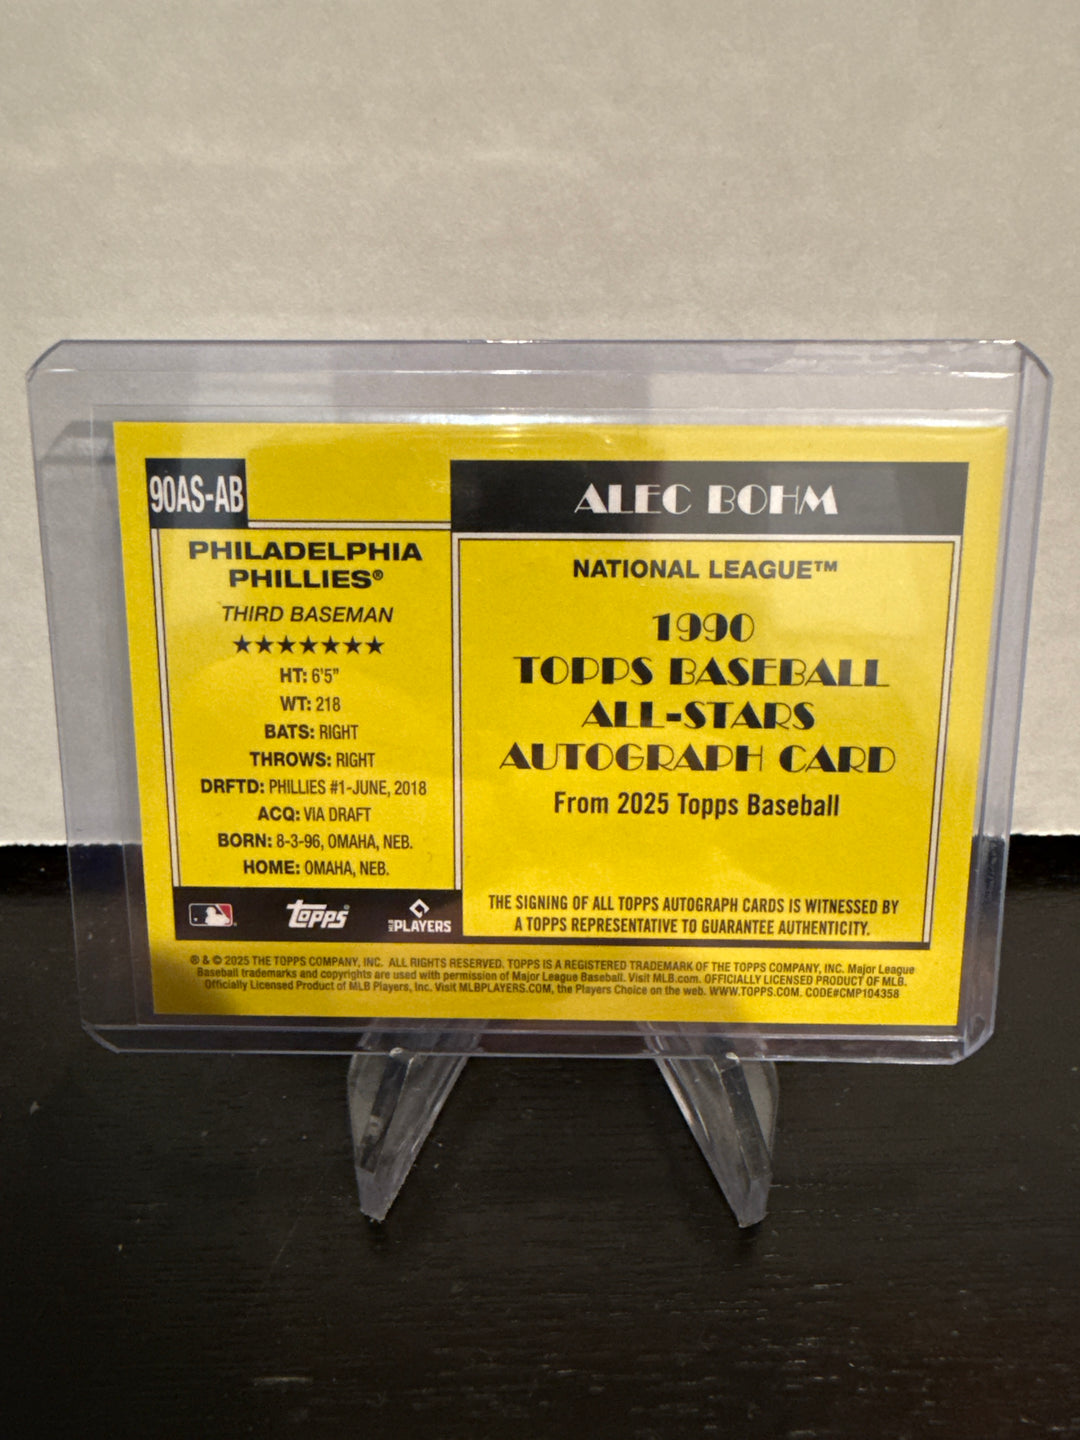 90AS-AB
PHILADELPHIA
PHILLIES®
THIRD BASEMAN
★★★★★★★
HT: 6'5"
WT: 218
BATS: RIGHT
THROWS: RIGHT
DRFTD: PHILLIES #1-JUNE, 2018
ACQ: VIA DRAFT
BORN: 8-3-96, OMAHA, NEB.
HOME: OMAHA, NEB.
topps®
MLB PLAYERS
ALEC BOHM
NATIONAL LEAGUE™
1990
TOPPS BASEBALL
ALL-STARS
AUTOGRAPH CARD
From 2025 Topps Baseball
THE SIGNING OF ALL TOPPS AUTOGRAPH CARDS IS WITNESSED BY
A TOPPS REPRESENTATIVE TO GUARANTEE AUTHENTICITY.
® & © 2025 THE TOPPS COMPANY, INC. ALL RIGHTS RESERVED. TOPPS IS A REGISTERED TRADEMARK OF THE TOPPS COMPANY, INC. Major League
Baseball trademarks and copyrights are used with permission of Major League Baseball. Visit MLB.com. OFFICIALLY LICENSED PRODUCT OF MLB.
Officially Licensed Product of MLB Players, Inc. Visit MLBPLAYERS.COM, the Players Choice on the web. WWW.TOPPS.COM. CODE#CMP104358